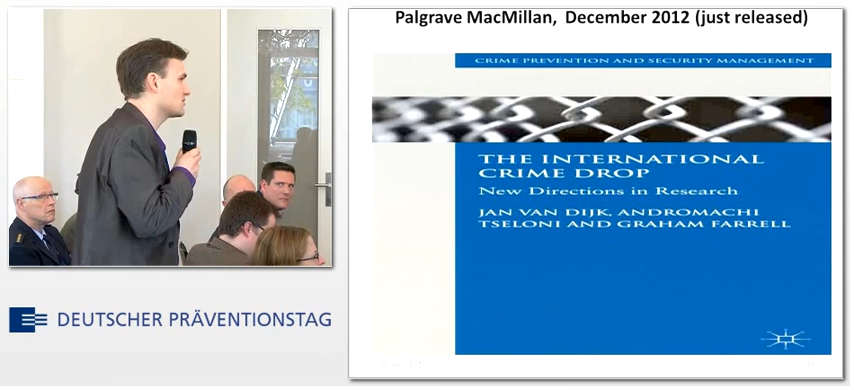 Palgrave MacMillan, December 2012 (just released)
CRIME PREVENTION AND SECURITY MANAGEMENT
THE INTERNATIONAL
CRIME DROP
New Directions in Research
JAN VAN DIJK, ANDROMACHI
TSELONI AND GRAHAM FARRELL
DEUTSCHER PRÄVENTIONSTAG